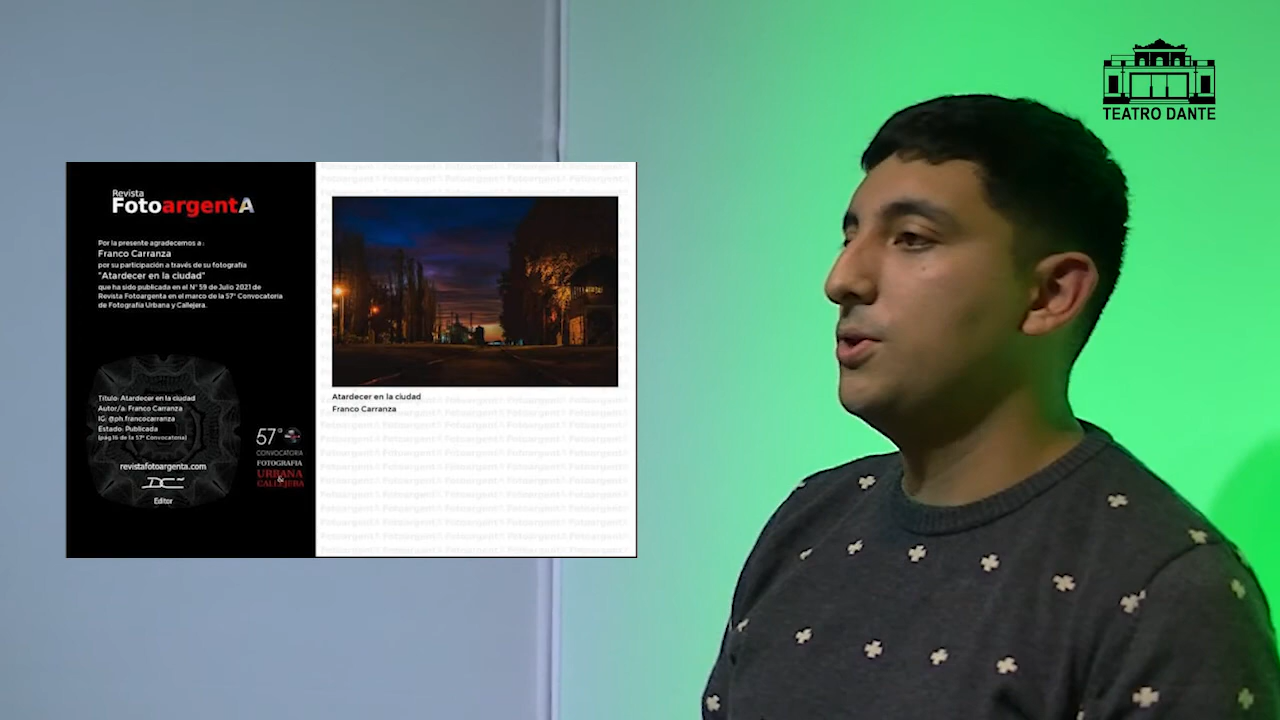 TEATRO DANTE
Revista
FotoargentA
Por la presente agradecemos a :
Franco Carranza
por su participación a través de su fotografía
"Atardecer en la ciudad"
que ha sido publicada en el N° 59 de Julio 2021 de
Revista Fotoargenta en el marco de la 57° Convocatoria
de Fotografía Urbana y Callejera.
Título: Atardecer en la ciudad
Autor/a: Franco Carranza
IG: @ph.francocarranza
Estado: Publicada
(pág 16 de la 57° Convocatoria)
revistafotoargenta.com
Editor
57°
CONVOCATORIA
FOTOGRAFIA
URBANA
&
CALLEJERA
Atardecer en la ciudad
Franco Carranza